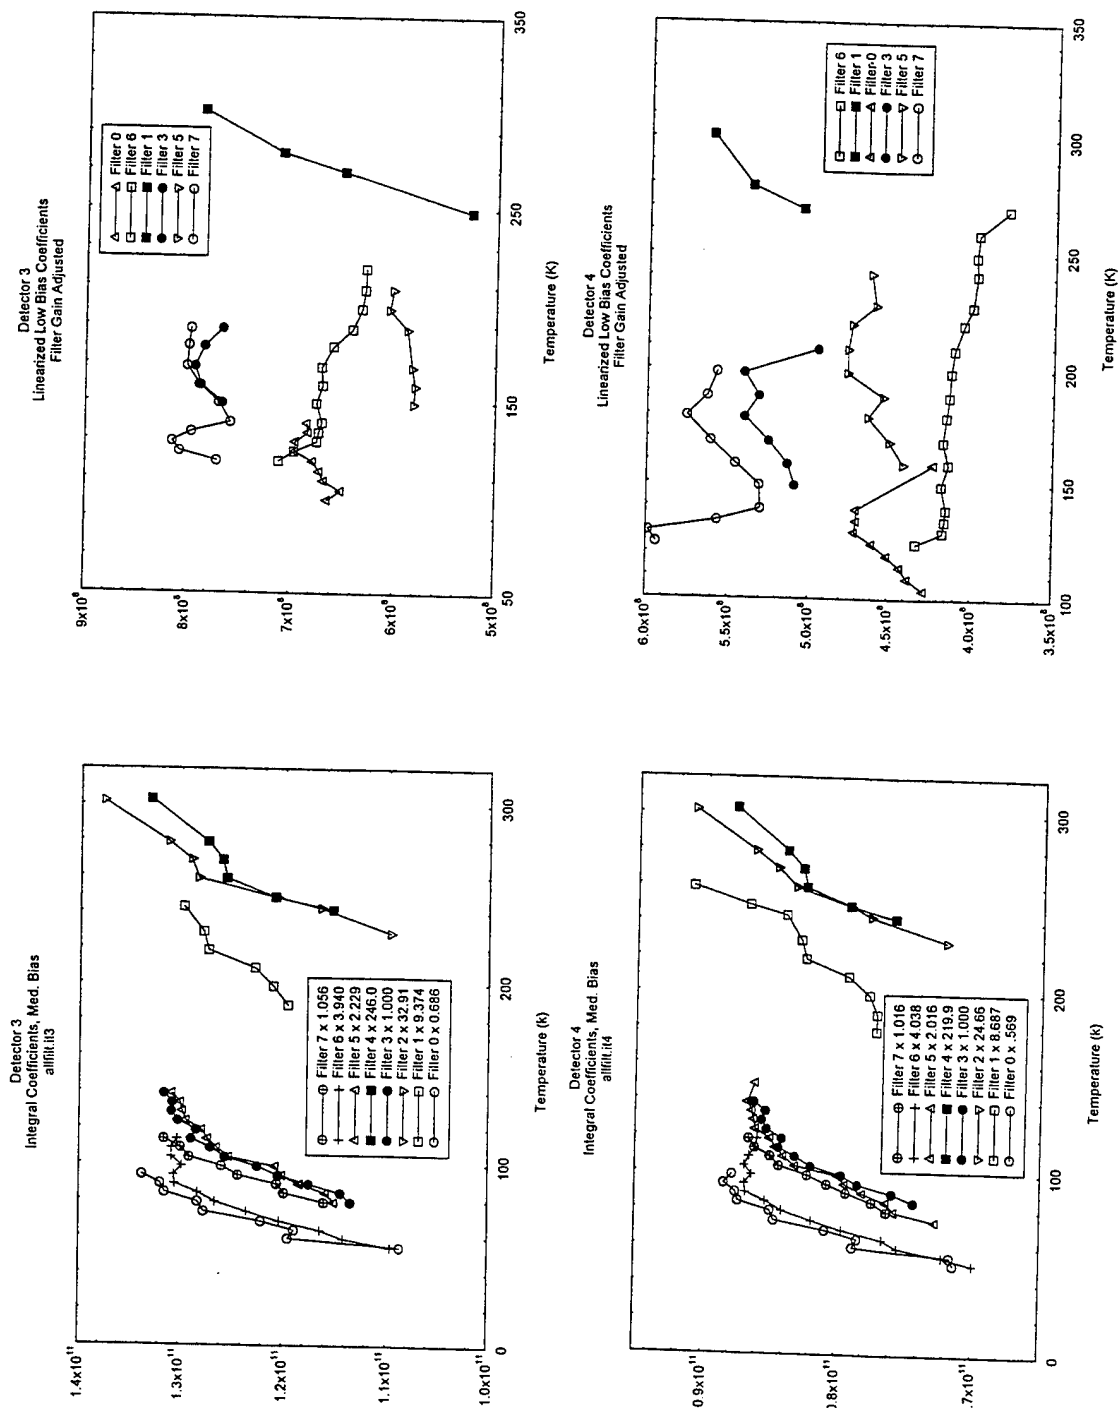 Detector 3
Integral Coefficients, Med. Bias
allfilt.it3
1.4x10¹¹
1.3x10¹¹
1.2x10¹¹
1.1x10¹¹
1.0x10¹¹
Filter 7 x 1.056
Filter 6 x 3.940
Filter 5 x 2.229
Filter 4 x 246.0
Filter 3 x 1.000
Filter 2 x 32.91
Filter 1 x 9.374
Filter 0 x 0.686
0
100
200
300
Temperature (k)
Detector 3
Linearized Low Bias Coefficients
Filter Gain Adjusted
9x10⁸
8x10⁸
7x10⁸
6x10⁸
5x10⁸
Filter 0
Filter 6
Filter 1
Filter 3
Filter 5
Filter 7
50
150
250
350
Temperature (K)
Detector 4
Integral Coefficients, Med. Bias
allfilt.it4
0.9x10¹¹
0.8x10¹¹
.7x10¹¹
Filter 7 x 1.016
Filter 6 x 4.038
Filter 5 x 2.016
Filter 4 x 219.9
Filter 3 x 1.000
Filter 2 x 24.66
Filter 1 x 8.687
Filter 0 x .569
0
100
200
300
Temperature (k)
Detector 4
Linearized Low Bias Coefficients
Filter Gain Adjusted
6.0x10⁸
5.5x10⁸
5.0x10⁸
4.5x10⁸
4.0x10⁸
3.5x10⁸
Filter 6
Filter 1
Filter 0
Filter 3
Filter 5
Filter 7
100
150
200
250
300
350
Temperature (K)